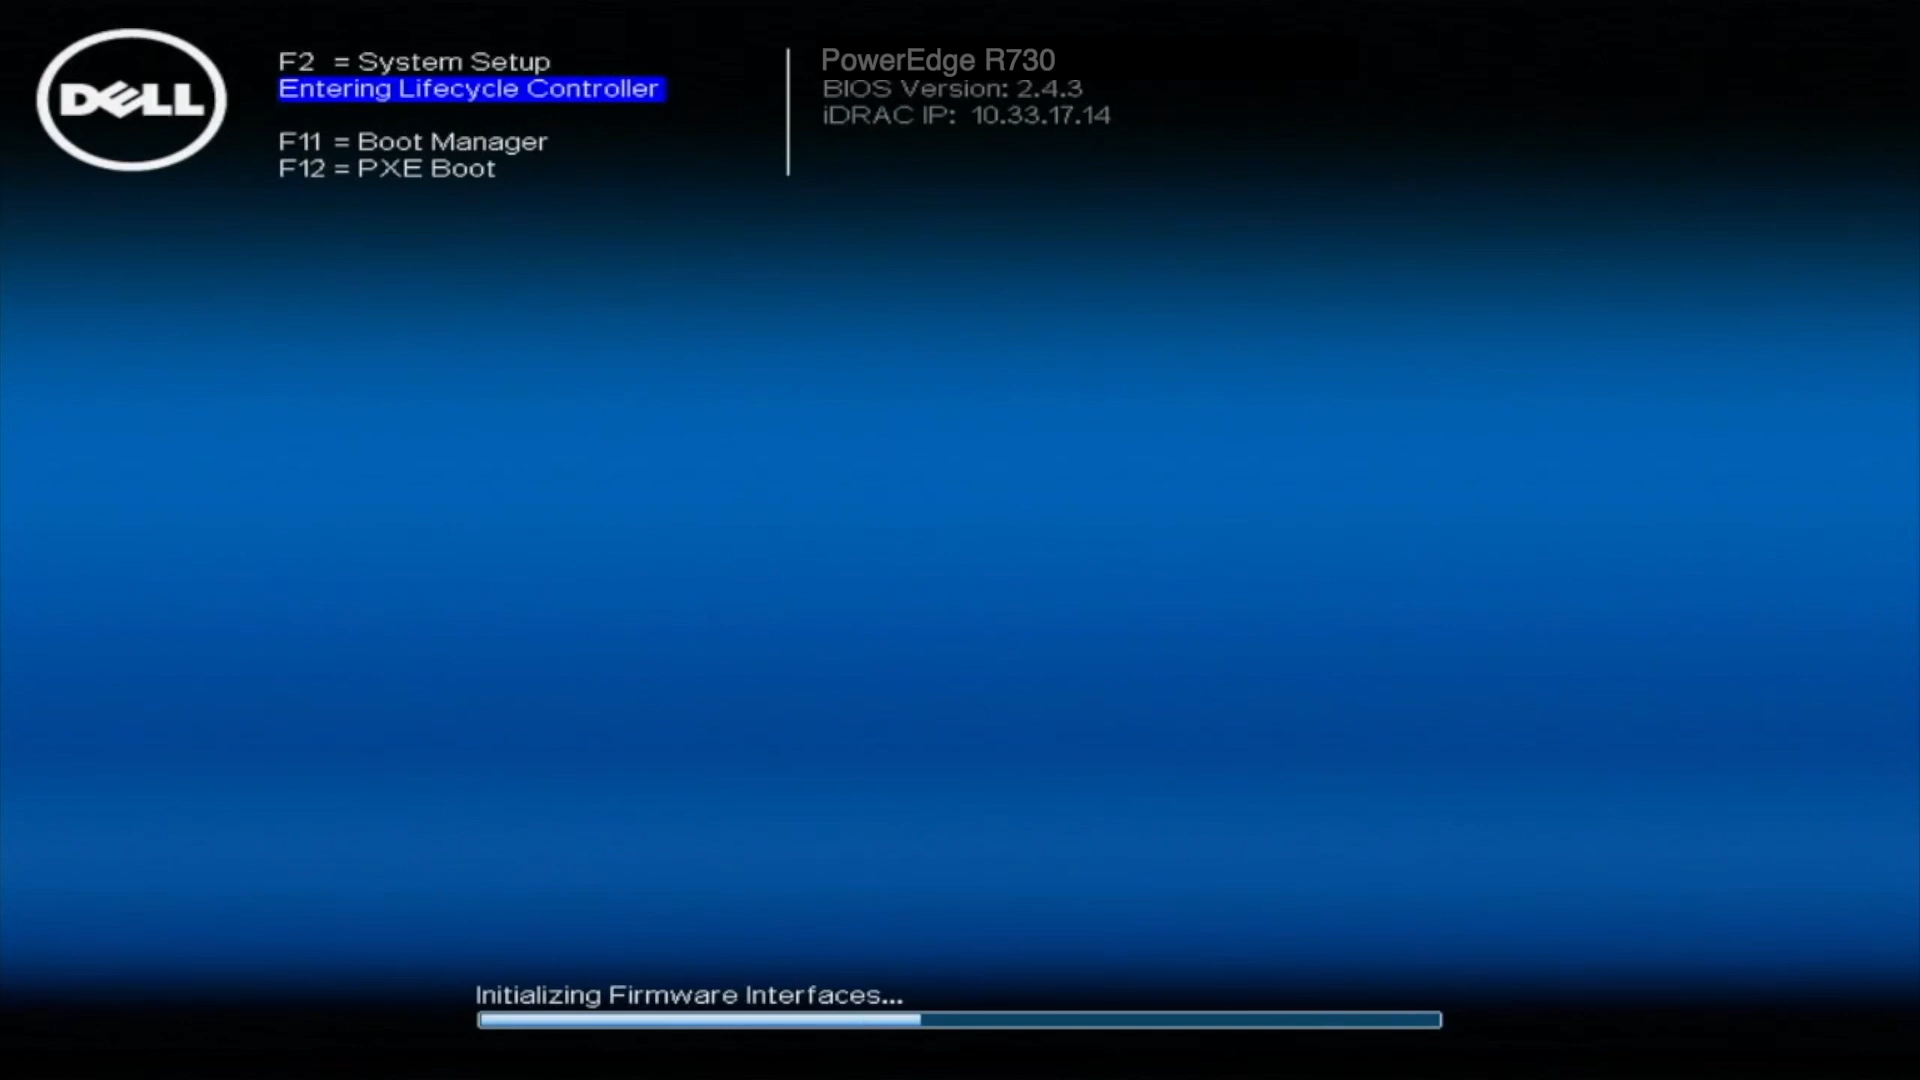 DELL
F2 = System Setup
Entering Lifecycle Controller
F11 = Boot Manager
F12 = PXE Boot
PowerEdge R730
BIOS Version: 2.4.3
iDRAC IP: 10.33.17.14
Initializing Firmware Interfaces...